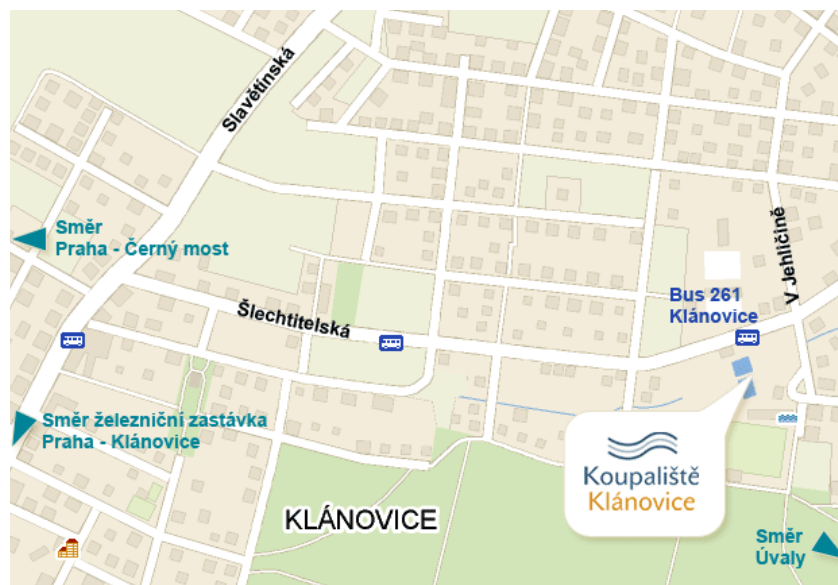 Slavětinská
Směr
Praha - Černý most
V Jehličině
Bus 261
Klánovice
Šlechtitelská
Směr železniční zastávka
Praha - Klánovice
Koupaliště
Klánovice
KLÁNOVICE
Směr
Úvaly